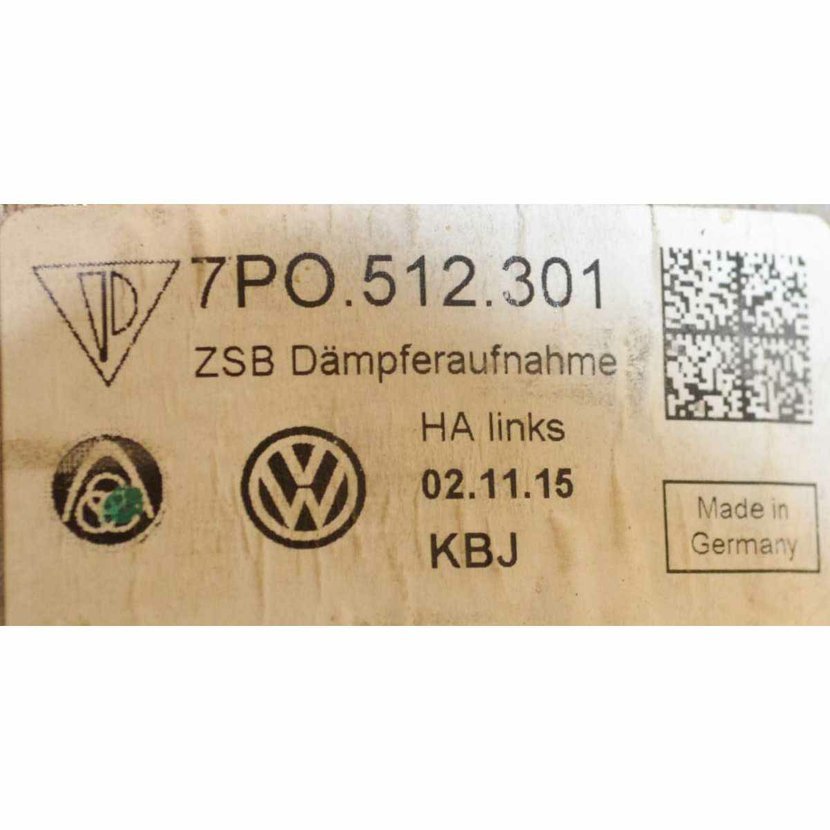 7PO.512.301
ZSB Dämpferaufnahme
HA links
02.11.15
KBJ
Made in
Germany